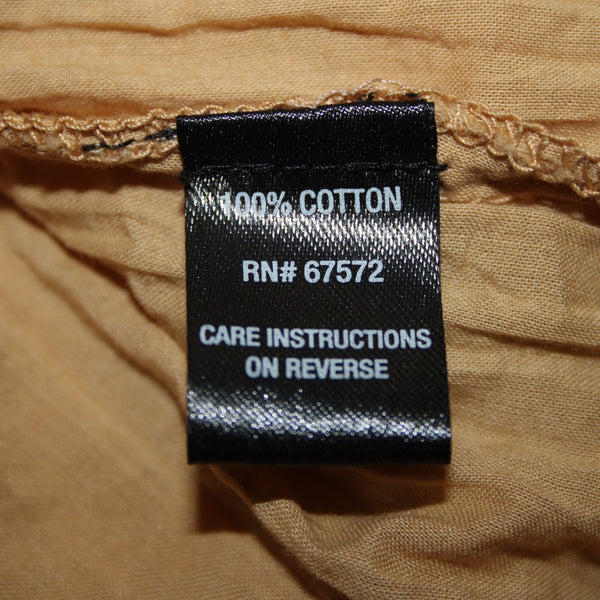 100% COTTON
RN# 67572
CARE INSTRUCTIONS
ON REVERSE